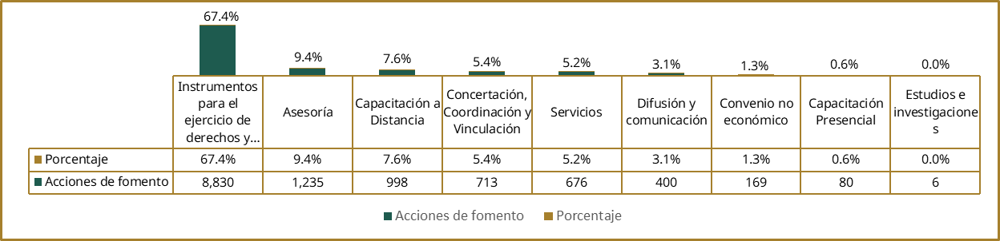 67.4%
9.4%
7.6%
5.4%
5.2%
3.1%
1.3%
0.6%
0.0%
Instrumentos
para el
ejercicio de
derechos y...
Asesoría
Capacitación a
Distancia
Concertación,
Coordinación y
Vinculación
Servicios
Difusión y
comunicación
Convenio no
económico
Capacitación
Presencial
Estudios e
investigacione
s
Porcentaje 67.4% 9.4% 7.6% 5.4% 5.2% 3.1% 1.3% 0.6% 0.0%
Acciones de fomento 8,830 1,235 998 713 676 400 169 80 6
Acciones de fomento Porcentaje